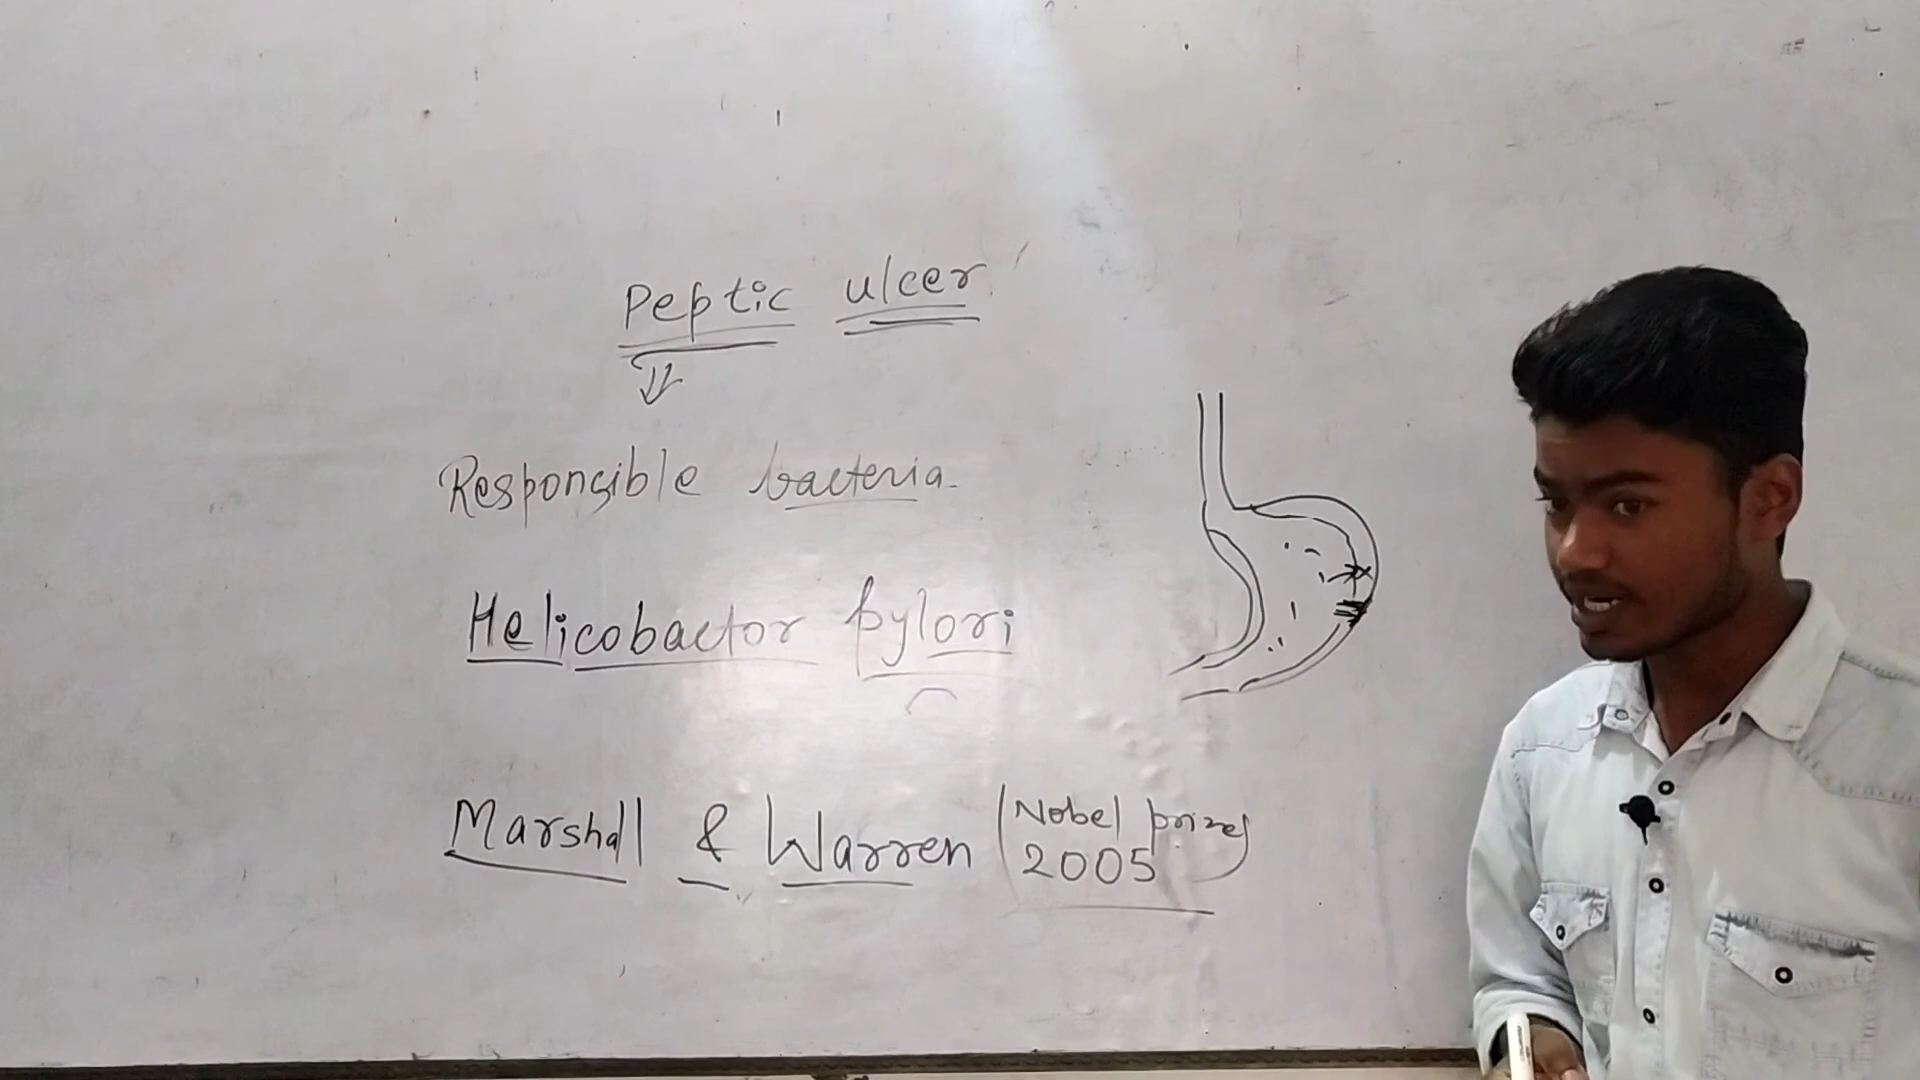 Peptic ulcer
Responsible bacteria
Helicobactor pylori
Marshall & Warren (Nobel prize)
2005